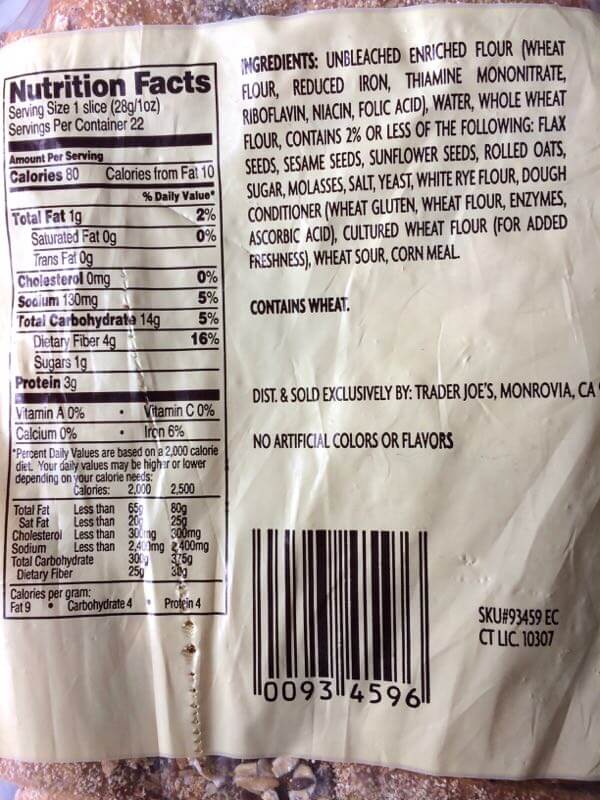 Nutrition Facts
Serving Size 1 slice (28g/1oz)
Servings Per Container 22
Amount Per Serving
Calories 80 Calories from Fat 10
% Daily Value*
Total Fat 1g 2%
Saturated Fat 0g 0%
Trans Fat 0g
Cholesterol 0mg 0%
Sodium 130mg 5%
Total Carbohydrate 14g 5%
Dietary Fiber 4g 16%
Sugars 1g
Protein 3g
Vitamin A 0% • Vitamin C 0%
Calcium 0% • Iron 6%
*Percent Daily Values are based on a 2,000 calorie
diet. Your daily values may be higher or lower
depending on your calorie needs:
Calories: 2,000 2,500
Total Fat Less than 65g 80g
Sat Fat Less than 20g 25g
Cholesterol Less than 300mg 300mg
Sodium Less than 2,400mg 2,400mg
Total Carbohydrate 300g 375g
Dietary Fiber 25g 30g
Calories per gram:
Fat 9 • Carbohydrate 4 • Protein 4
INGREDIENTS: UNBLEACHED ENRICHED FLOUR (WHEAT
FLOUR, REDUCED IRON, THIAMINE MONONITRATE,
RIBOFLAVIN, NIACIN, FOLIC ACID), WATER, WHOLE WHEAT
FLOUR, CONTAINS 2% OR LESS OF THE FOLLOWING: FLAX
SEEDS, SESAME SEEDS, SUNFLOWER SEEDS, ROLLED OATS,
SUGAR, MOLASSES, SALT, YEAST, WHITE RYE FLOUR, DOUGH
CONDITIONER (WHEAT GLUTEN, WHEAT FLOUR, ENZYMES,
ASCORBIC ACID), CULTURED WHEAT FLOUR (FOR ADDED
FRESHNESS), WHEAT SOUR, CORN MEAL.
CONTAINS WHEAT.
DIST. & SOLD EXCLUSIVELY BY: TRADER JOE'S, MONROVIA, CA
NO ARTIFICIAL COLORS OR FLAVORS
SKU#93459 EC
CT LIC. 10307
0093 4596